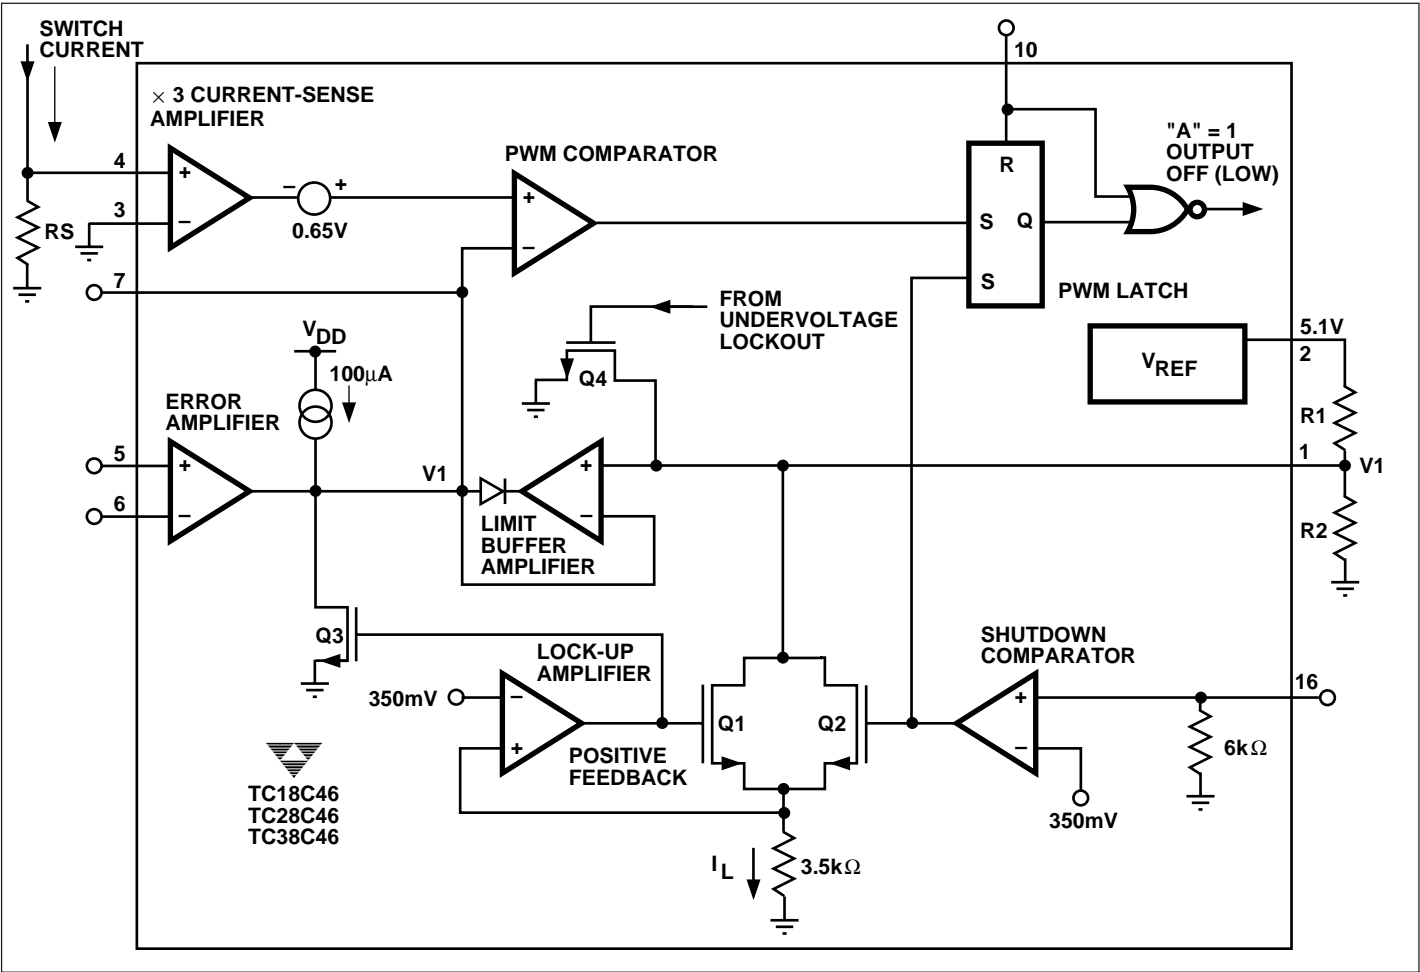 SWITCH
CURRENT
10
× 3 CURRENT-SENSE
AMPLIFIER
"A" = 1
OUTPUT
OFF (LOW)
PWM COMPARATOR
4
+
– +
+
R
3
–
RS
0.65V
–
S Q
S
7
FROM
UNDERVOLTAGE
LOCKOUT
PWM LATCH
VDD
100µA
Q4
VREF
5.1V
2
R1
ERROR
AMPLIFIER
5
+
6
–
V1
+
–
1
V1
LIMIT
BUFFER
AMPLIFIER
R2
Q3
LOCK-UP
AMPLIFIER
SHUTDOWN
COMPARATOR
350mV
–
+
Q1
Q2
+
–
16
6kΩ
POSITIVE
FEEDBACK
350mV
TC18C46
TC28C46
TC38C46
IL
3.5kΩ